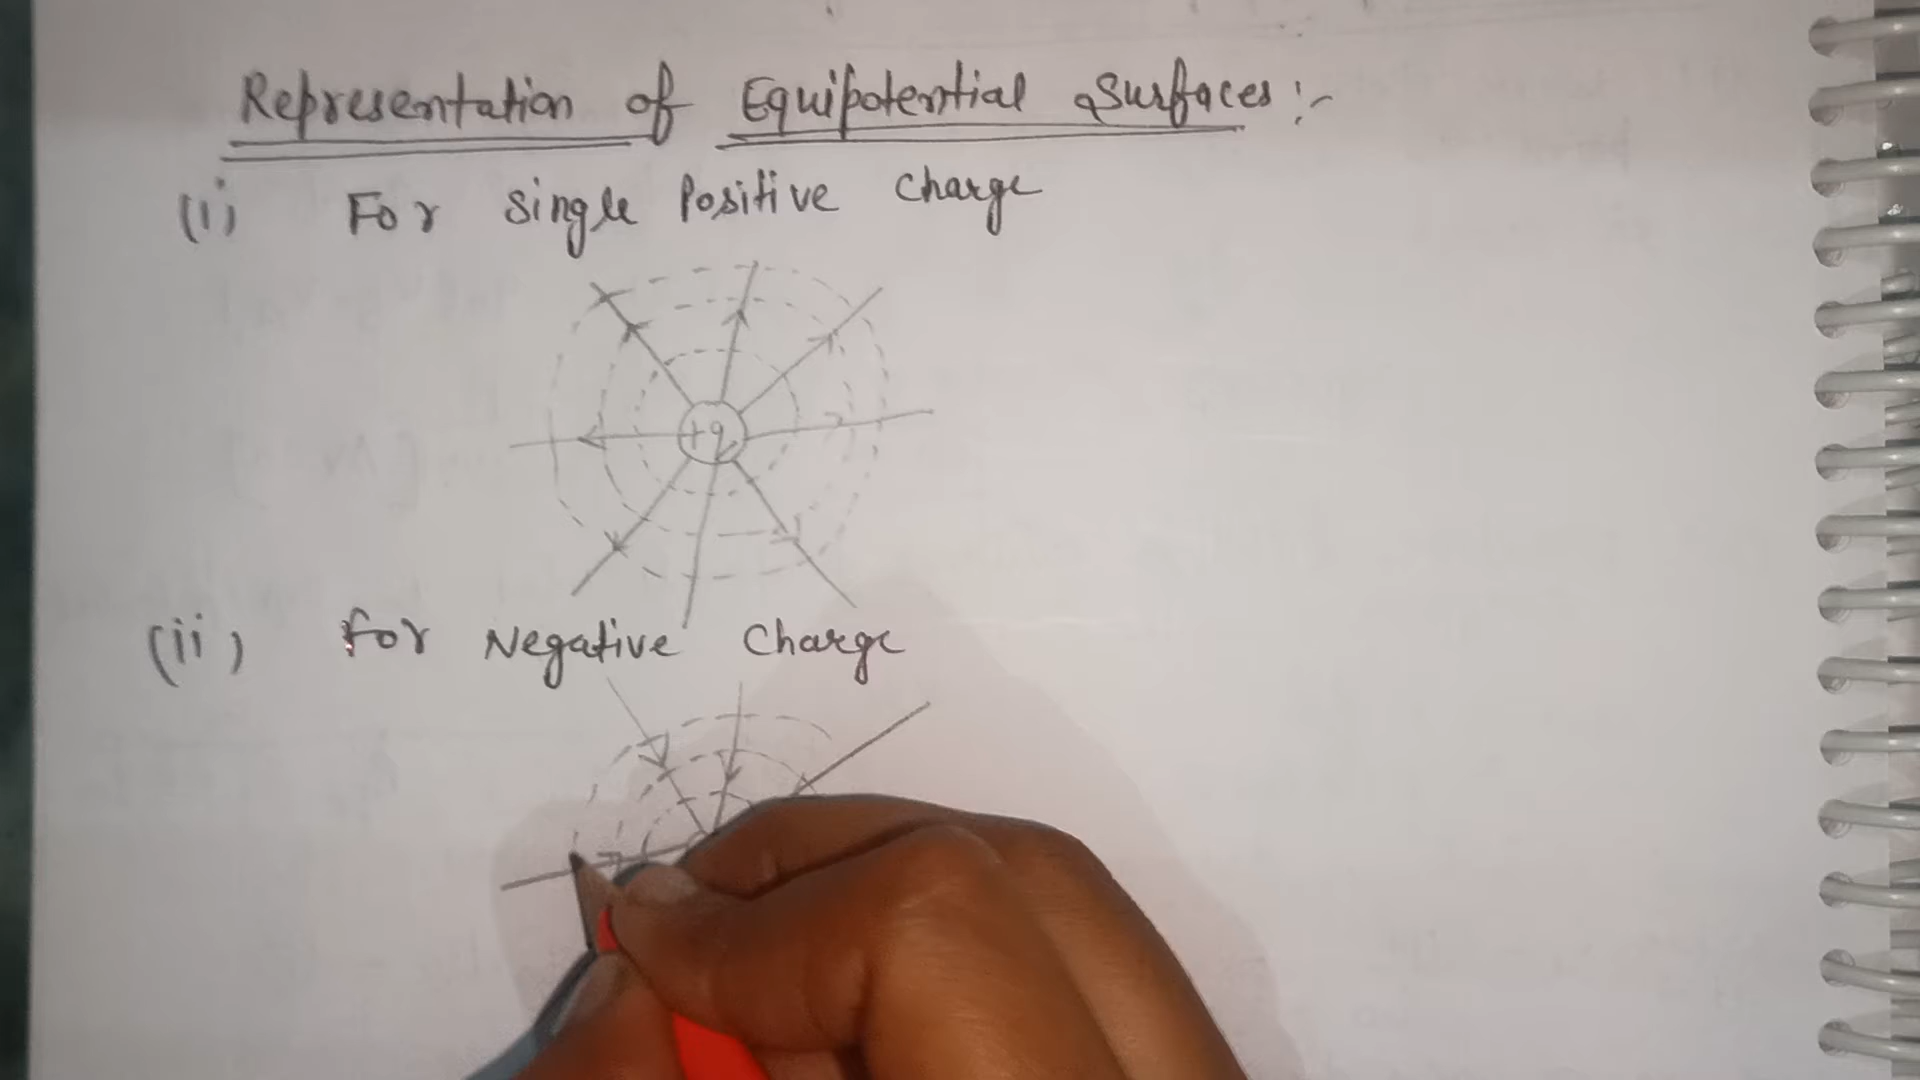 Representation of Equipotential Surfaces :-
(i) For single Positive Charge
+q
(ii) For Negative Charge